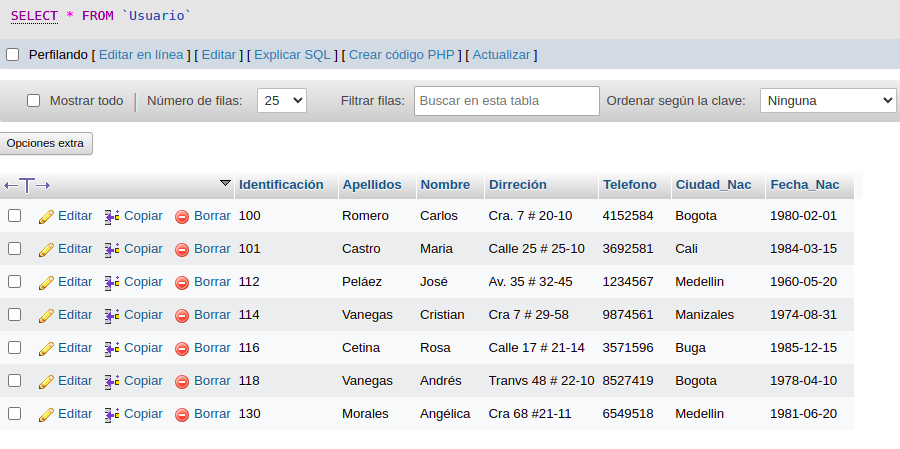 SELECT * FROM `Usuario`
Perfilando [ Editar en línea ] [ Editar ] [ Explicar SQL ] [ Crear código PHP ] [ Actualizar ]
Mostrar todo | Número de filas: 25 Filtrar filas: Buscar en esta tabla Ordenar según la clave: Ninguna
Opciones extra
←T→ Identificación Apellidos Nombre Dirreción Telefono Ciudad_Nac Fecha_Nac
Editar Copiar Borrar 100 Romero Carlos Cra. 7 # 20-10 4152584 Bogota 1980-02-01
Editar Copiar Borrar 101 Castro Maria Calle 25 # 25-10 3692581 Cali 1984-03-15
Editar Copiar Borrar 112 Peláez José Av. 35 # 32-45 1234567 Medellin 1960-05-20
Editar Copiar Borrar 114 Vanegas Cristian Cra 7 # 29-58 9874561 Manizales 1974-08-31
Editar Copiar Borrar 116 Cetina Rosa Calle 17 # 21-14 3571596 Buga 1985-12-15
Editar Copiar Borrar 118 Vanegas Andrés Tranvs 48 # 22-10 8527419 Bogota 1978-04-10
Editar Copiar Borrar 130 Morales Angélica Cra 68 #21-11 6549518 Medellin 1981-06-20